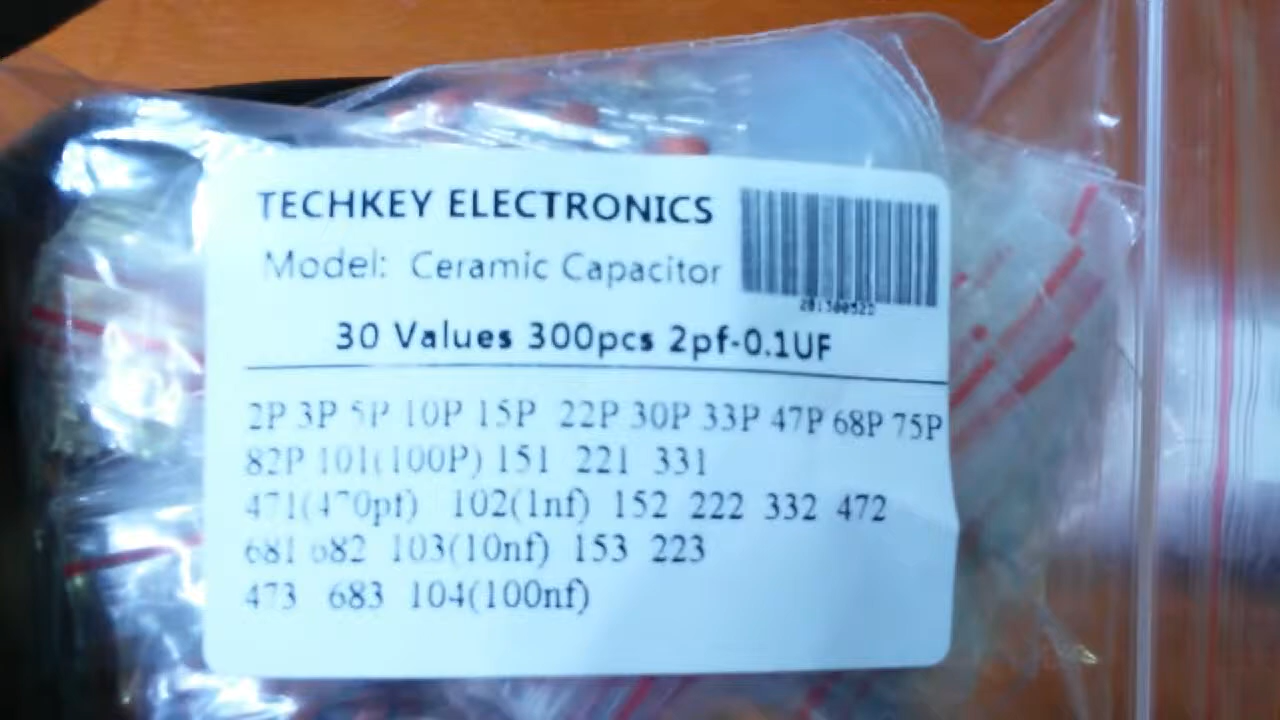 TECHKEY ELECTRONICS
Model: Ceramic Capacitor
30 Values 300pcs 2pf-0.1UF
2P 3P 5P 10P 15P 22P 30P 33P 47P 68P 75P
82P 101(100P) 151 221 331
471(470pf) 102(1nf) 152 222 332 472
681 682 103(10nf) 153 223
473 683 104(100nf)